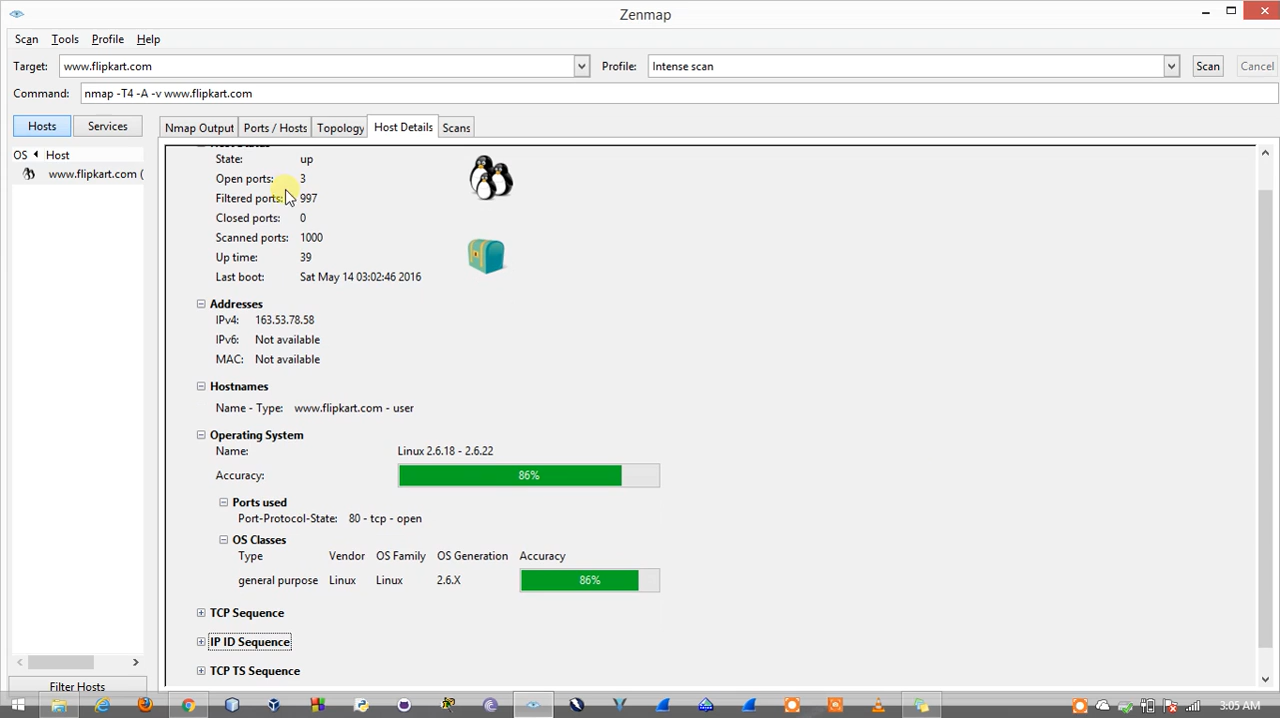 Zenmap
Scan Tools Profile Help
Target: www.flipkart.com Profile: Intense scan Scan Cancel
Command: nmap -T4 -A -v www.flipkart.com
Hosts Services Nmap Output Ports / Hosts Topology Host Details Scans
OS Host
www.flipkart.com (
State: up
Open ports: 3
Filtered ports: 997
Closed ports: 0
Scanned ports: 1000
Up time: 39
Last boot: Sat May 14 03:02:46 2016
Addresses
IPv4: 163.53.78.58
IPv6: Not available
MAC: Not available
Hostnames
Name - Type: www.flipkart.com - user
Operating System
Name: Linux 2.6.18 - 2.6.22
Accuracy: 86%
Ports used
Port-Protocol-State: 80 - tcp - open
OS Classes
Type Vendor OS Family OS Generation Accuracy
general purpose Linux Linux 2.6.X 86%
TCP Sequence
IP ID Sequence
TCP TS Sequence
Filter Hosts
3:05 AM